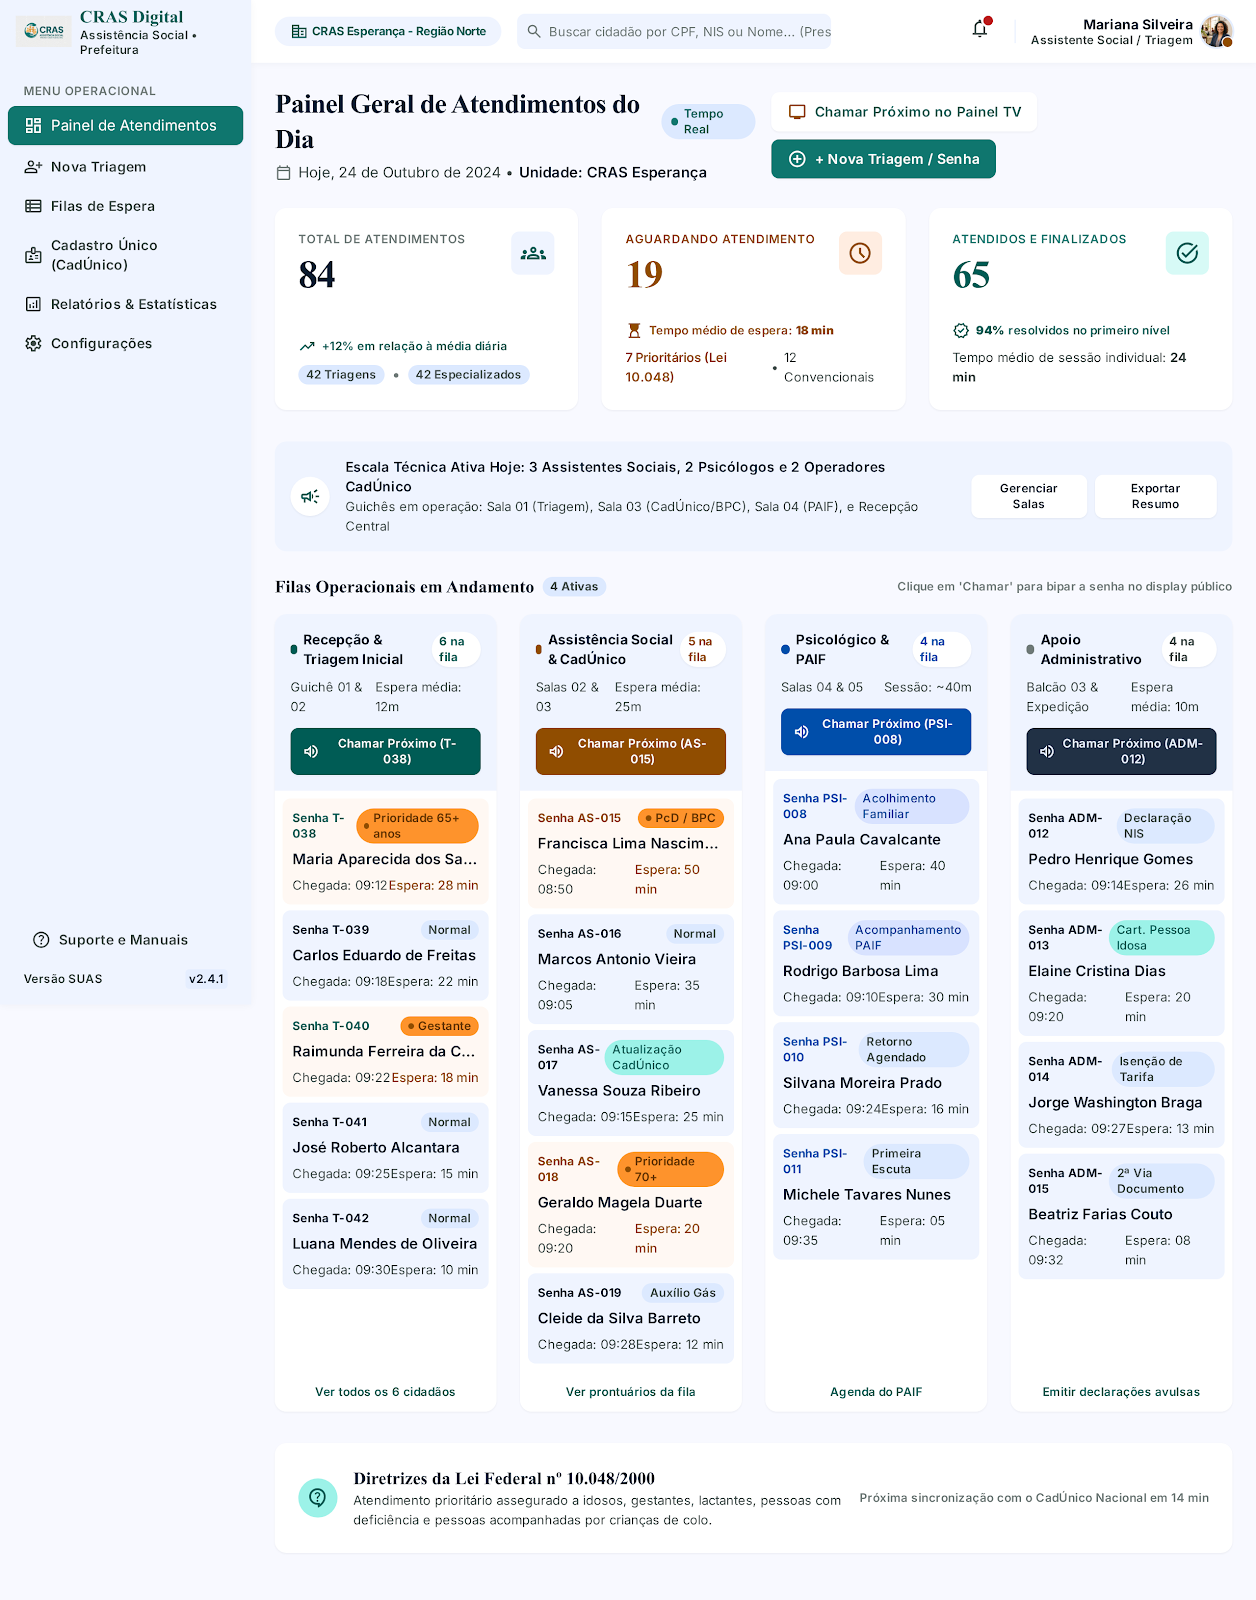 CRAS
CRAS Digital
Assistência Social •
Prefeitura
MENU OPERACIONAL
Painel de Atendimentos
Nova Triagem
Filas de Espera
Cadastro Único
(CadÚnico)
Relatórios & Estatísticas
Configurações
Suporte e Manuais
Versão SUAS
v2.4.1
CRAS Esperança - Região Norte
Buscar cidadão por CPF, NIS ou Nome... (Pres
Mariana Silveira
Assistente Social / Triagem
Painel Geral de Atendimentos do
Dia
Tempo
Real
Hoje, 24 de Outubro de 2024 • Unidade: CRAS Esperança
Chamar Próximo no Painel TV
+ Nova Triagem / Senha
TOTAL DE ATENDIMENTOS
84
+12% em relação à média diária
42 Triagens • 42 Especializados
AGUARDANDO ATENDIMENTO
19
Tempo médio de espera: 18 min
7 Prioritários (Lei
10.048)
•
12
Convencionais
ATENDIDOS E FINALIZADOS
65
94% resolvidos no primeiro nível
Tempo médio de sessão individual: 24
min
Escala Técnica Ativa Hoje: 3 Assistentes Sociais, 2 Psicólogos e 2 Operadores
CadÚnico
Guichês em operação: Sala 01 (Triagem), Sala 03 (CadÚnico/BPC), Sala 04 (PAIF), e Recepção
Central
Gerenciar
Salas
Exportar
Resumo
Filas Operacionais em Andamento
4 Ativas
Clique em 'Chamar' para bipar a senha no display público
Recepção &
Triagem Inicial
6 na
fila
Guichê 01 &
02
Espera média:
12m
Chamar Próximo (T-
038)
Senha T-
038
Prioridade 65+
anos
Maria Aparecida dos Sa...
Chegada: 09:12
Espera: 28 min
Senha T-039
Normal
Carlos Eduardo de Freitas
Chegada: 09:18
Espera: 22 min
Senha T-040
Gestante
Raimunda Ferreira da C...
Chegada: 09:22
Espera: 18 min
Senha T-041
Normal
José Roberto Alcantara
Chegada: 09:25
Espera: 15 min
Senha T-042
Normal
Luana Mendes de Oliveira
Chegada: 09:30
Espera: 10 min
Ver todos os 6 cidadãos
Assistência Social
& CadÚnico
5 na
fila
Salas 02 &
03
Espera média:
25m
Chamar Próximo (AS-
015)
Senha AS-015
PcD / BPC
Francisca Lima Nascim...
Chegada:
08:50
Espera: 50
min
Senha AS-016
Normal
Marcos Antonio Vieira
Chegada:
09:05
Espera: 35
min
Senha AS-
017
Atualização
CadÚnico
Vanessa Souza Ribeiro
Chegada: 09:15
Espera: 25 min
Senha AS-
018
Prioridade
70+
Geraldo Magela Duarte
Chegada:
09:20
Espera: 20
min
Senha AS-019
Auxílio Gás
Cleide da Silva Barreto
Chegada: 09:28
Espera: 12 min
Ver prontuários da fila
Psicológico &
PAIF
4 na
fila
Salas 04 & 05
Sessão: ~40m
Chamar Próximo (PSI-
008)
Senha PSI-
008
Acolhimento
Familiar
Ana Paula Cavalcante
Chegada:
09:00
Espera: 40
min
Senha
PSI-009
Acompanhamento
PAIF
Rodrigo Barbosa Lima
Chegada: 09:10
Espera: 30 min
Senha PSI-
010
Retorno
Agendado
Silvana Moreira Prado
Chegada: 09:24
Espera: 16 min
Senha PSI-
011
Primeira
Escuta
Michele Tavares Nunes
Chegada:
09:35
Espera: 05
min
Agenda do PAIF
Apoio
Administrativo
4 na
fila
Balcão 03 &
Expedição
Espera
média: 10m
Chamar Próximo (ADM-
012)
Senha ADM-
012
Declaração
NIS
Pedro Henrique Gomes
Chegada: 09:14
Espera: 26 min
Senha ADM-
013
Cart. Pessoa
Idosa
Elaine Cristina Dias
Chegada:
09:20
Espera: 20
min
Senha ADM-
014
Isenção de
Tarifa
Jorge Washington Braga
Chegada: 09:27
Espera: 13 min
Senha ADM-
015
2ª Via
Documento
Beatriz Farias Couto
Chegada:
09:32
Espera: 08
min
Emitir declarações avulsas
Diretrizes da Lei Federal nº 10.048/2000
Atendimento prioritário assegurado a idosos, gestantes, lactantes, pessoas com
deficiência e pessoas acompanhadas por crianças de colo.
Próxima sincronização com o CadÚnico Nacional em 14 min